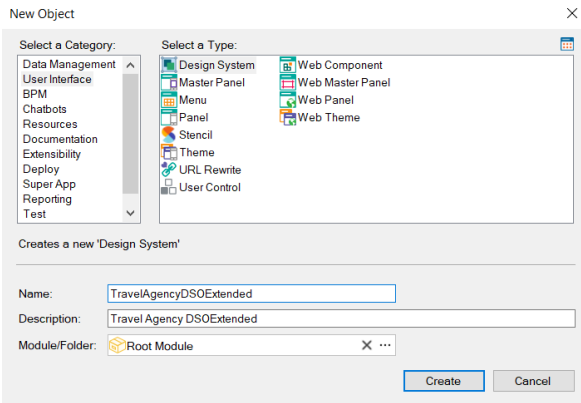 New Object
Select a Category:
Select a Type:
Data Management
User Interface
BPM
Chatbots
Resources
Documentation
Extensibility
Deploy
Super App
Reporting
Test
Design System
Master Panel
Menu
Panel
Stencil
Theme
URL Rewrite
User Control
Web Component
Web Master Panel
Web Panel
Web Theme
Creates a new 'Design System'
Name: TravelAgencyDSOExtended
Description: Travel Agency DSOExtended
Module/Folder: Root Module
Create Cancel